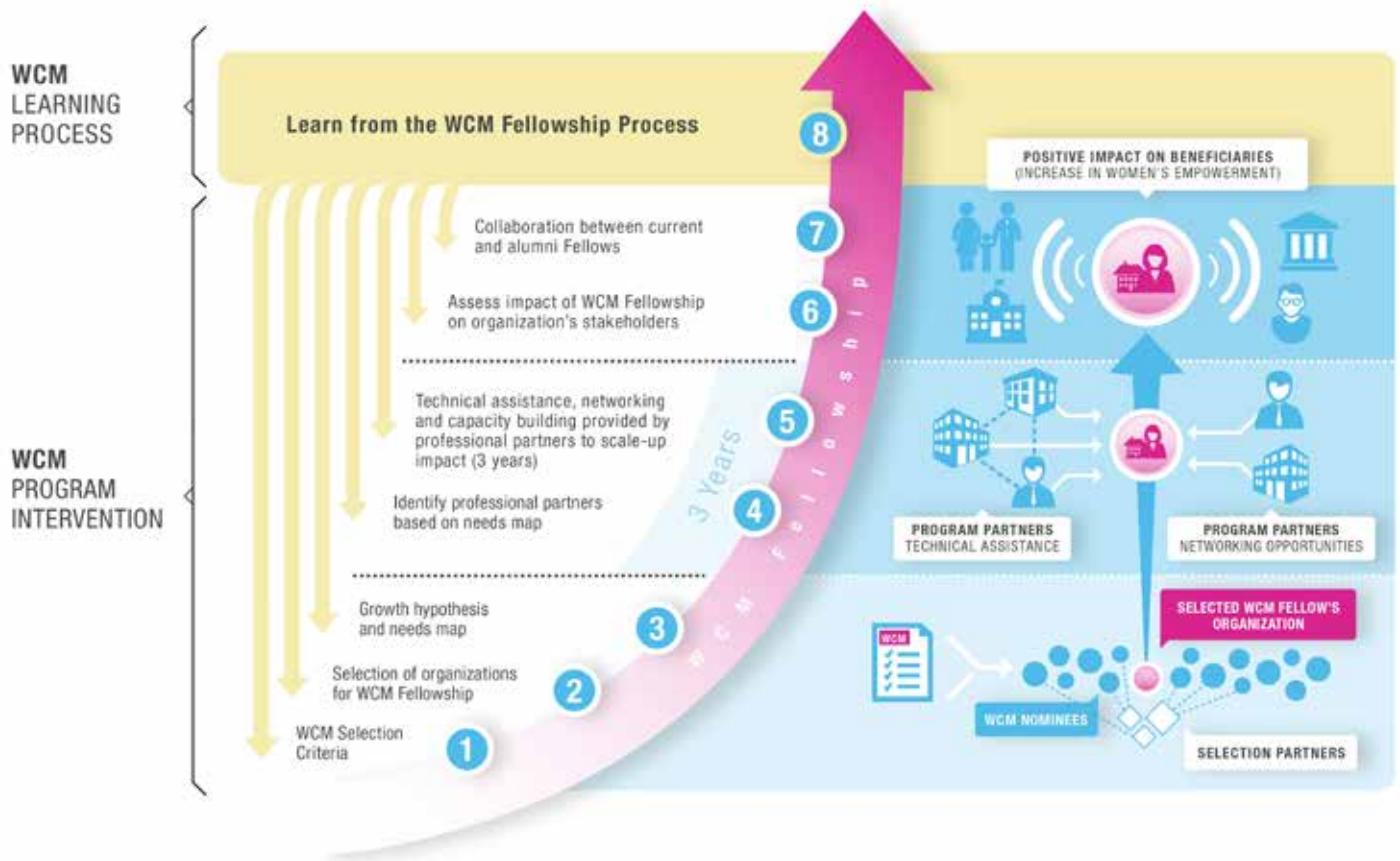 WCM
LEARNING
PROCESS
Learn from the WCM Fellowship Process
8
WCM
PROGRAM
INTERVENTION
Collaboration between current
and alumni Fellows
7
Assess impact of WCM Fellowship
on organization's stakeholders
6
Technical assistance, networking
and capacity building provided by
professional partners to scale-up
impact (3 years)
5
Identify professional partners
based on needs map
4
3 Years
Growth hypothesis
and needs map
3
Selection of organizations
for WCM Fellowship
2
WCM Selection
Criteria
1
WCM Fellowship
POSITIVE IMPACT ON BENEFICIARIES
(INCREASE IN WOMEN'S EMPOWERMENT)
PROGRAM PARTNERS
TECHNICAL ASSISTANCE
PROGRAM PARTNERS
NETWORKING OPPORTUNITIES
SELECTED WCM FELLOW'S
ORGANIZATION
WCM
WCM NOMINEES
SELECTION PARTNERS